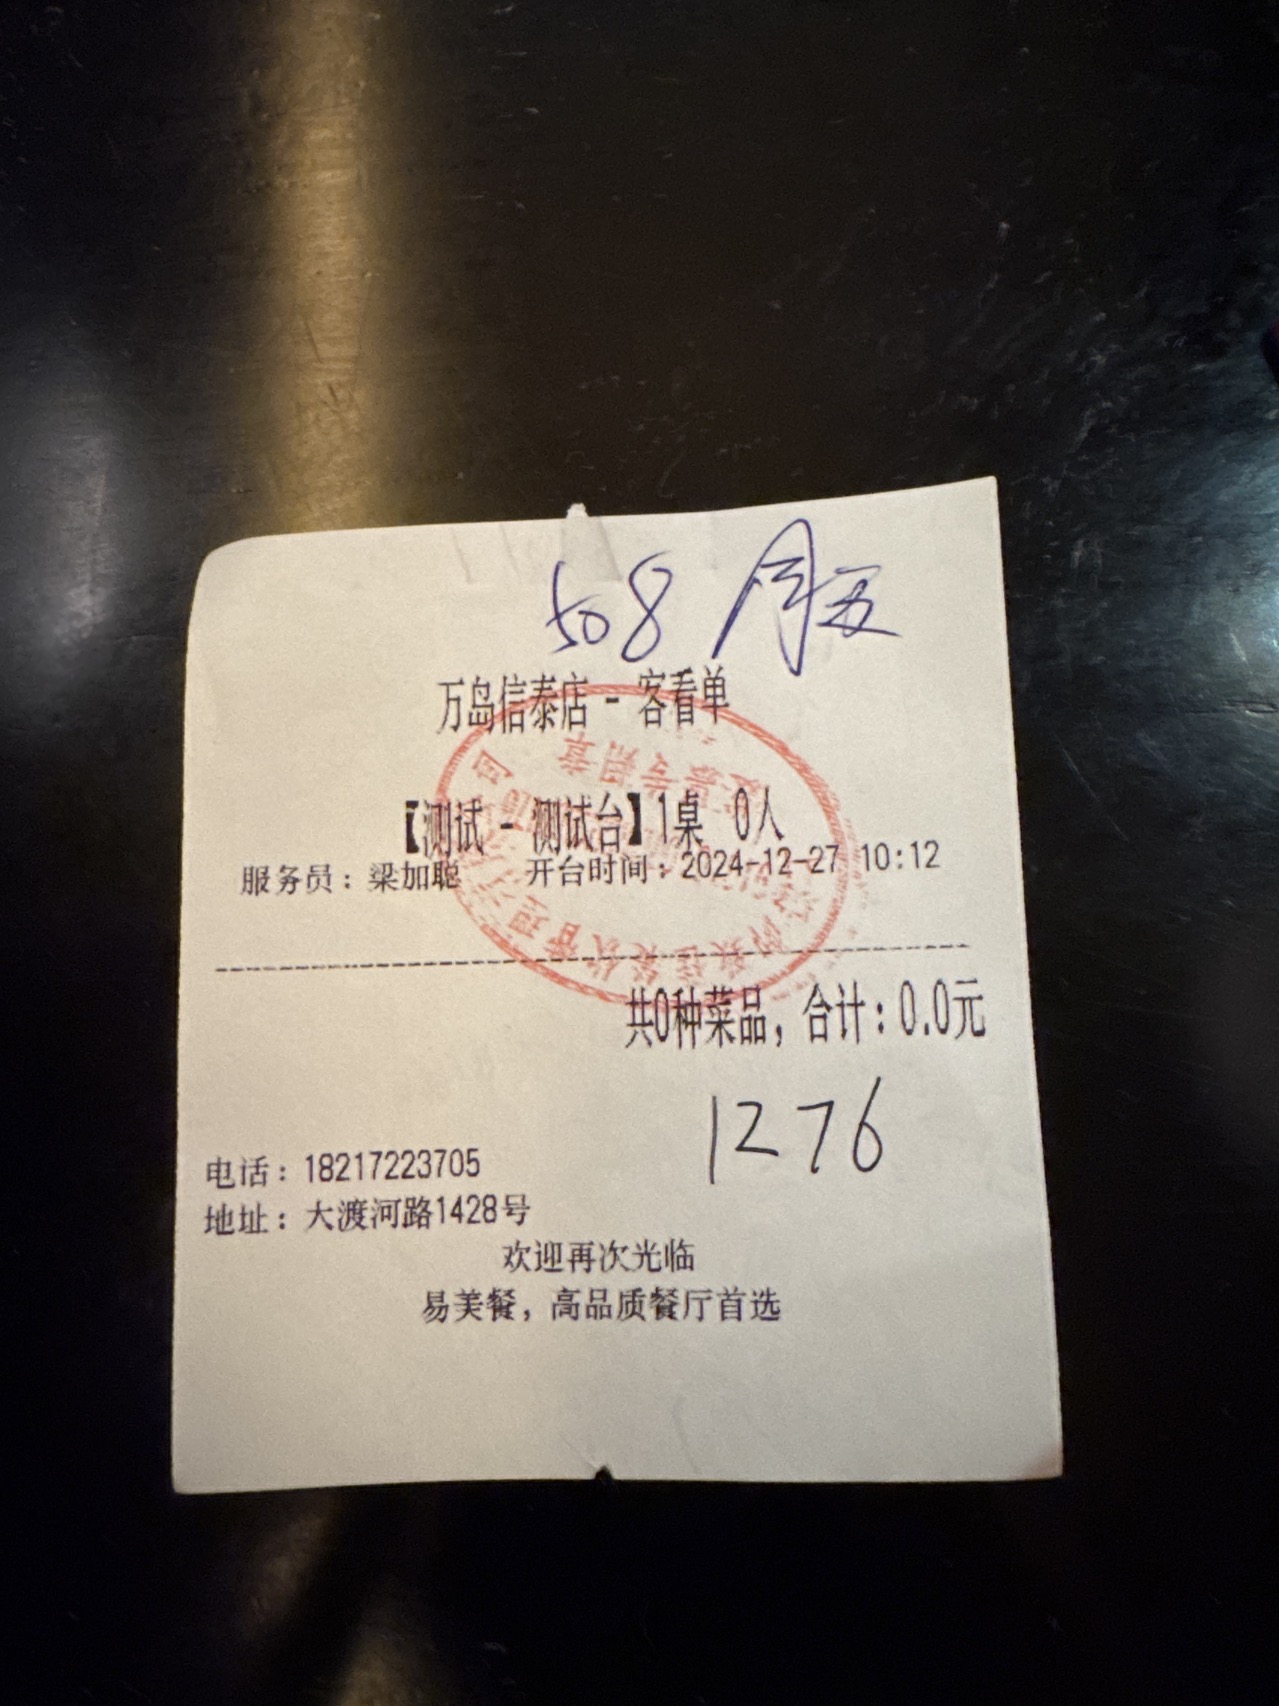 508 周五
万岛信泰店 - 客看单
【测试 - 测试台】1桌 0人
服务员：梁加聪 开台时间：2024-12-27 10:12
共0种菜品，合计：0.0元
1276
电话：18217223705
地址：大渡河路1428号
欢迎再次光临
易美餐，高品质餐厅首选